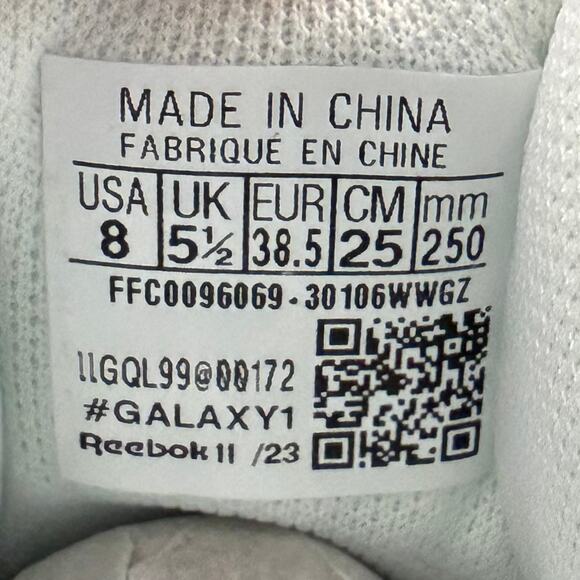 MADE IN CHINA
FABRIQUÉ EN CHINE
USA UK EUR CM mm
8 5½ 38.5 25 250
FFC0096069-30106WWGZ
11GQL99@00172
#GALAXY1
Reebok 11 /23